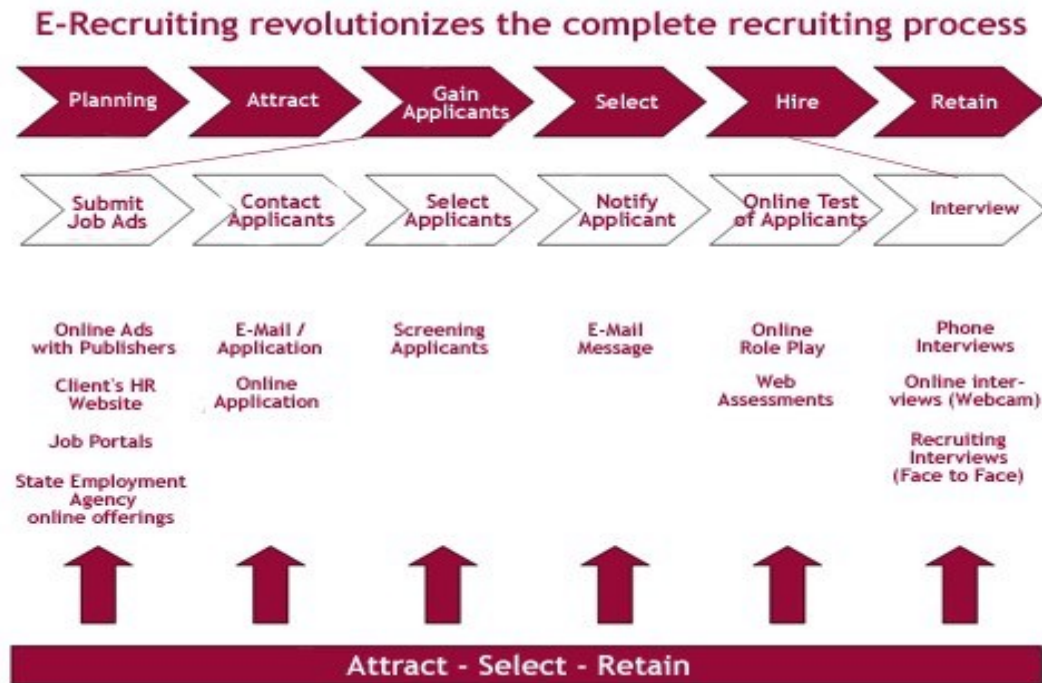 E-Recruiting revolutionizes the complete recruiting process
Planning
Attract
Gain
Applicants
Select
Hire
Retain
Submit
Job Ads
Contact
Applicants
Select
Applicants
Notify
Applicant
Online Test
of Applicants
Interview
Online Ads
with Publishers
Client's HR
Website
Job Portals
State Employment
Agency
online offerings
E-Mail /
Application
Online
Application
Screening
Applicants
E-Mail
Message
Online
Role Play
Web
Assessments
Phone
Interviews
Online inter-
views (Webcam)
Recruiting
Interviews
(Face to Face)
Attract - Select - Retain